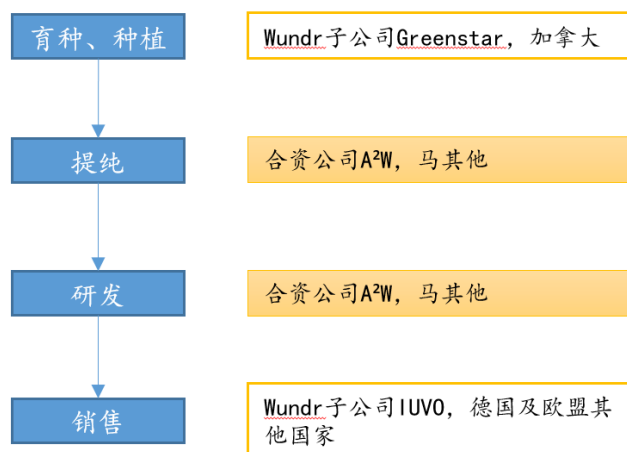 育种、种植
Wundr子公司Greenstar，加拿大
提纯
合资公司A²W，马其他
研发
合资公司A²W，马其他
销售
Wundr子公司IUVO，德国及欧盟其
他国家